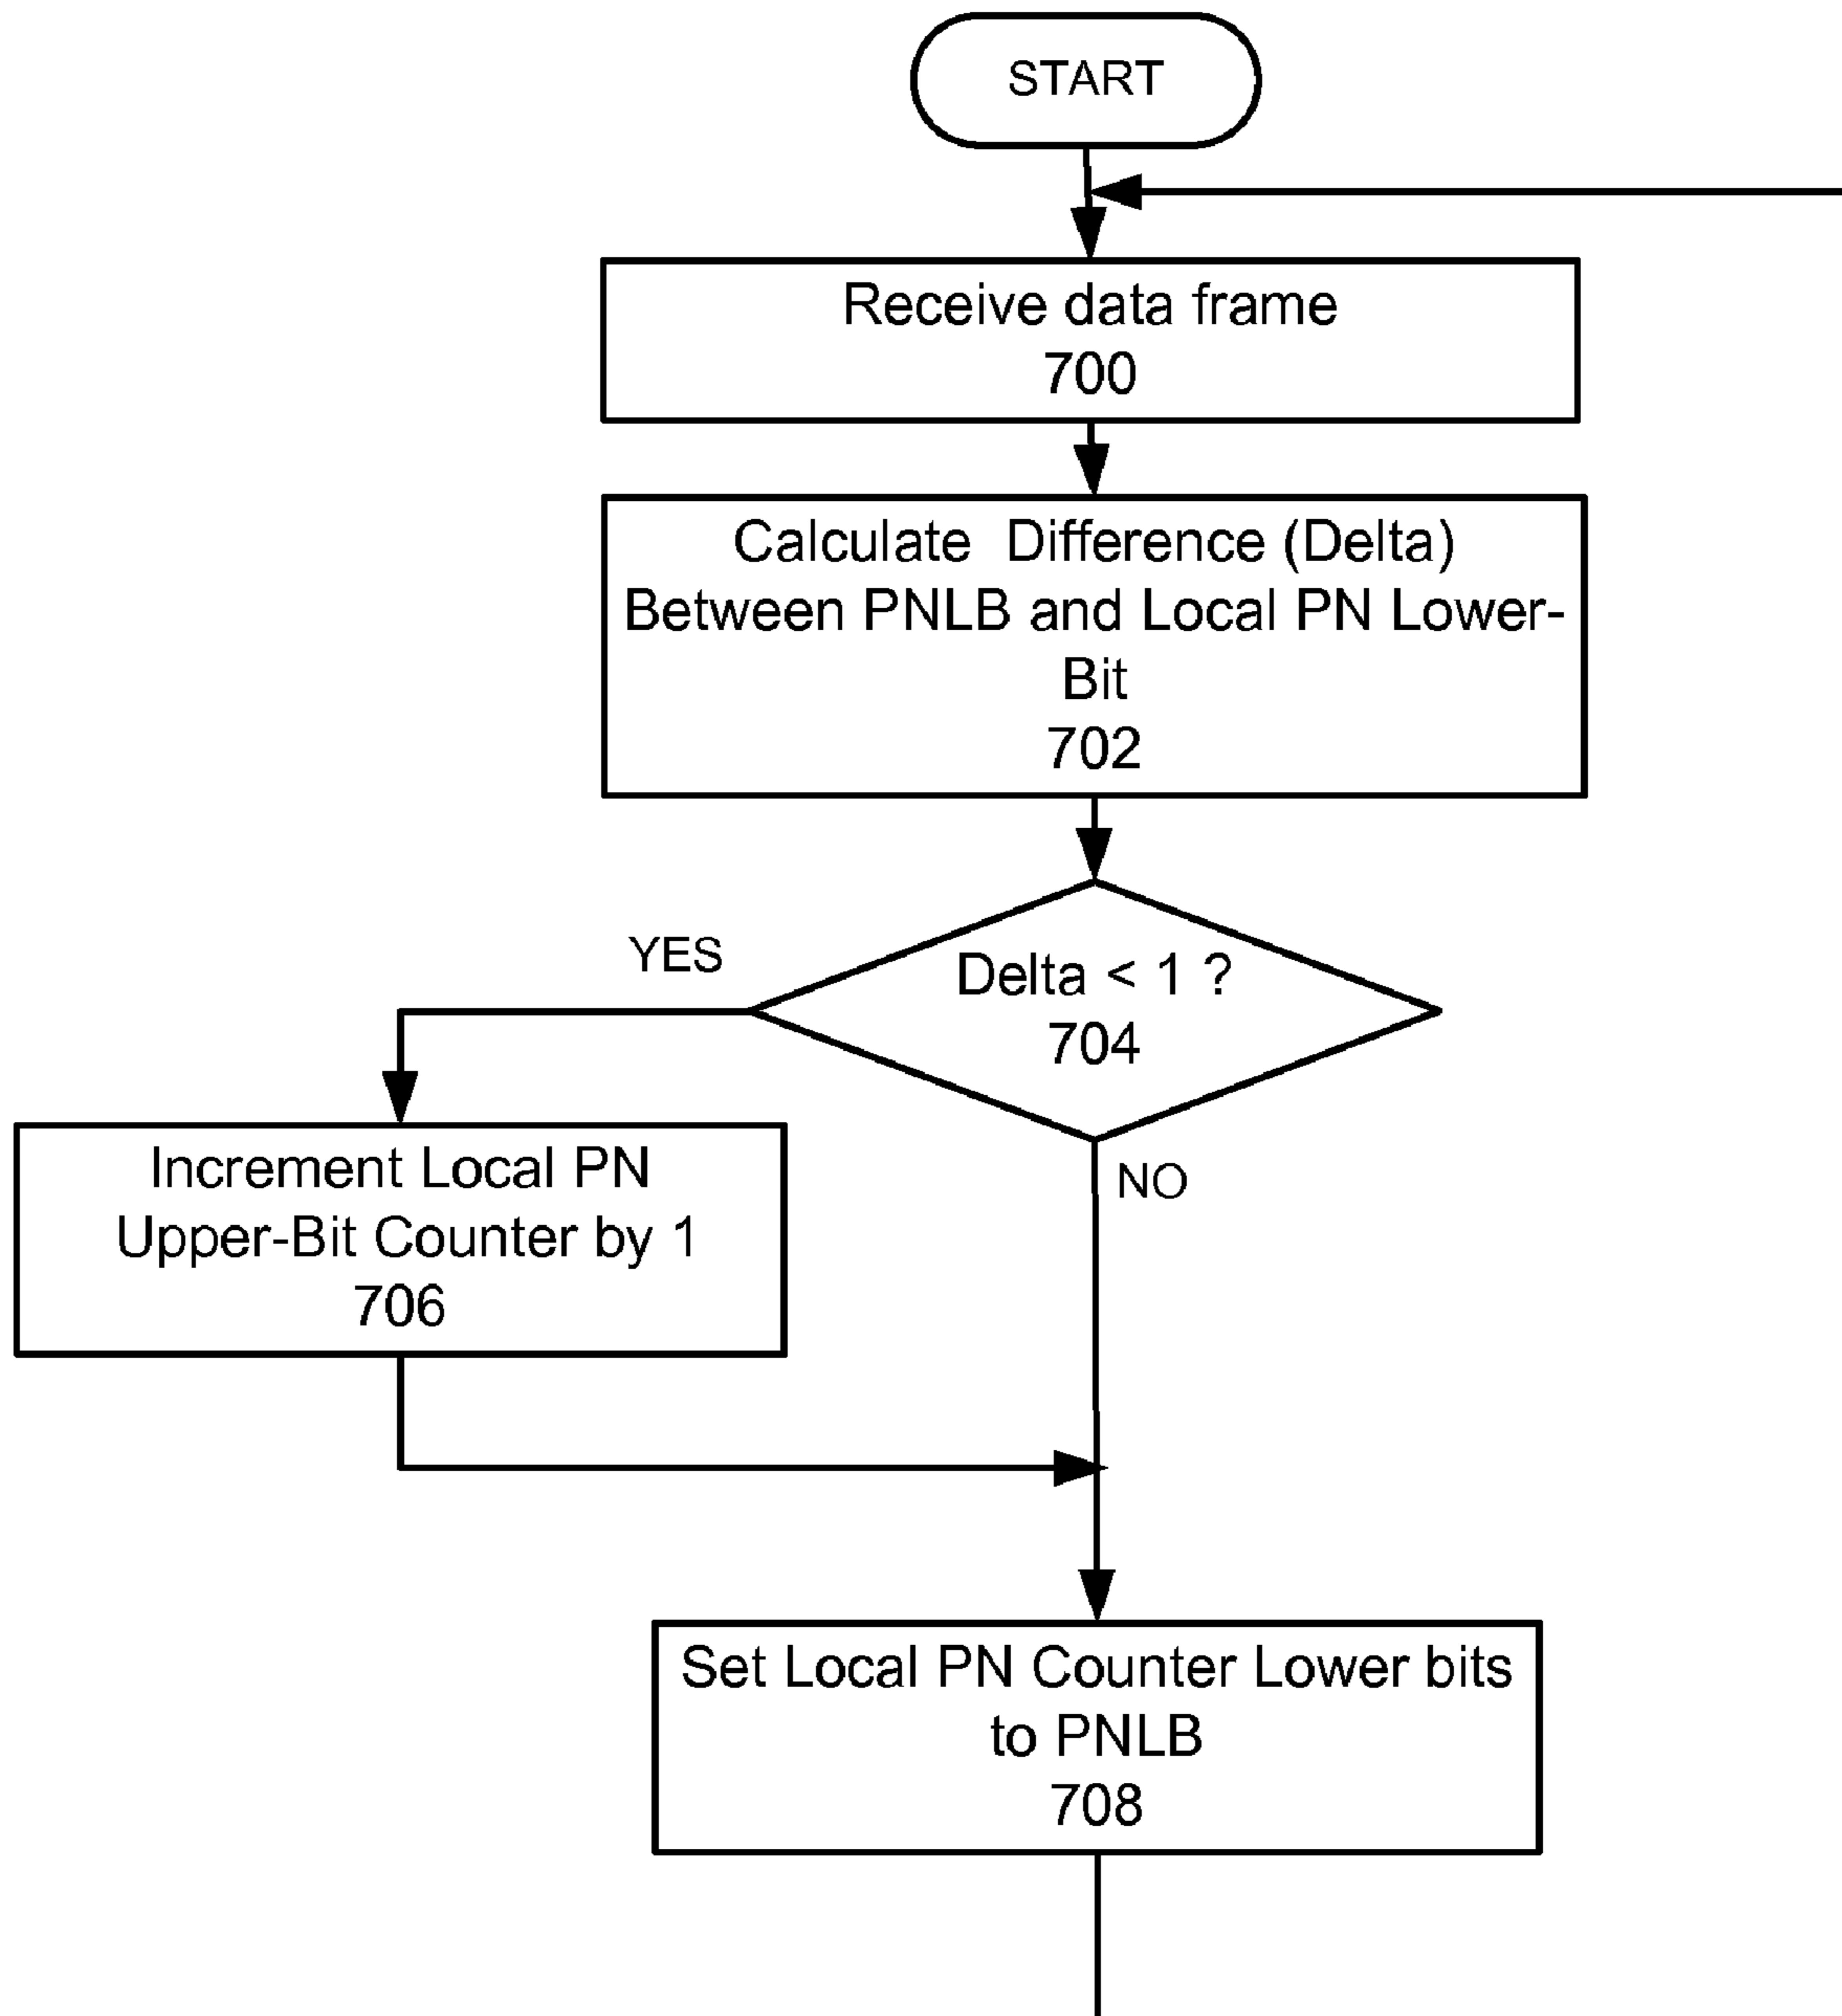 START
Receive data frame
700
Calculate Difference (Delta)
Between PNLB and Local PN Lower-
Bit
702
Delta < 1 ?
704
YES
NO
Increment Local PN
Upper-Bit Counter by 1
706
Set Local PN Counter Lower bits
to PNLB
708